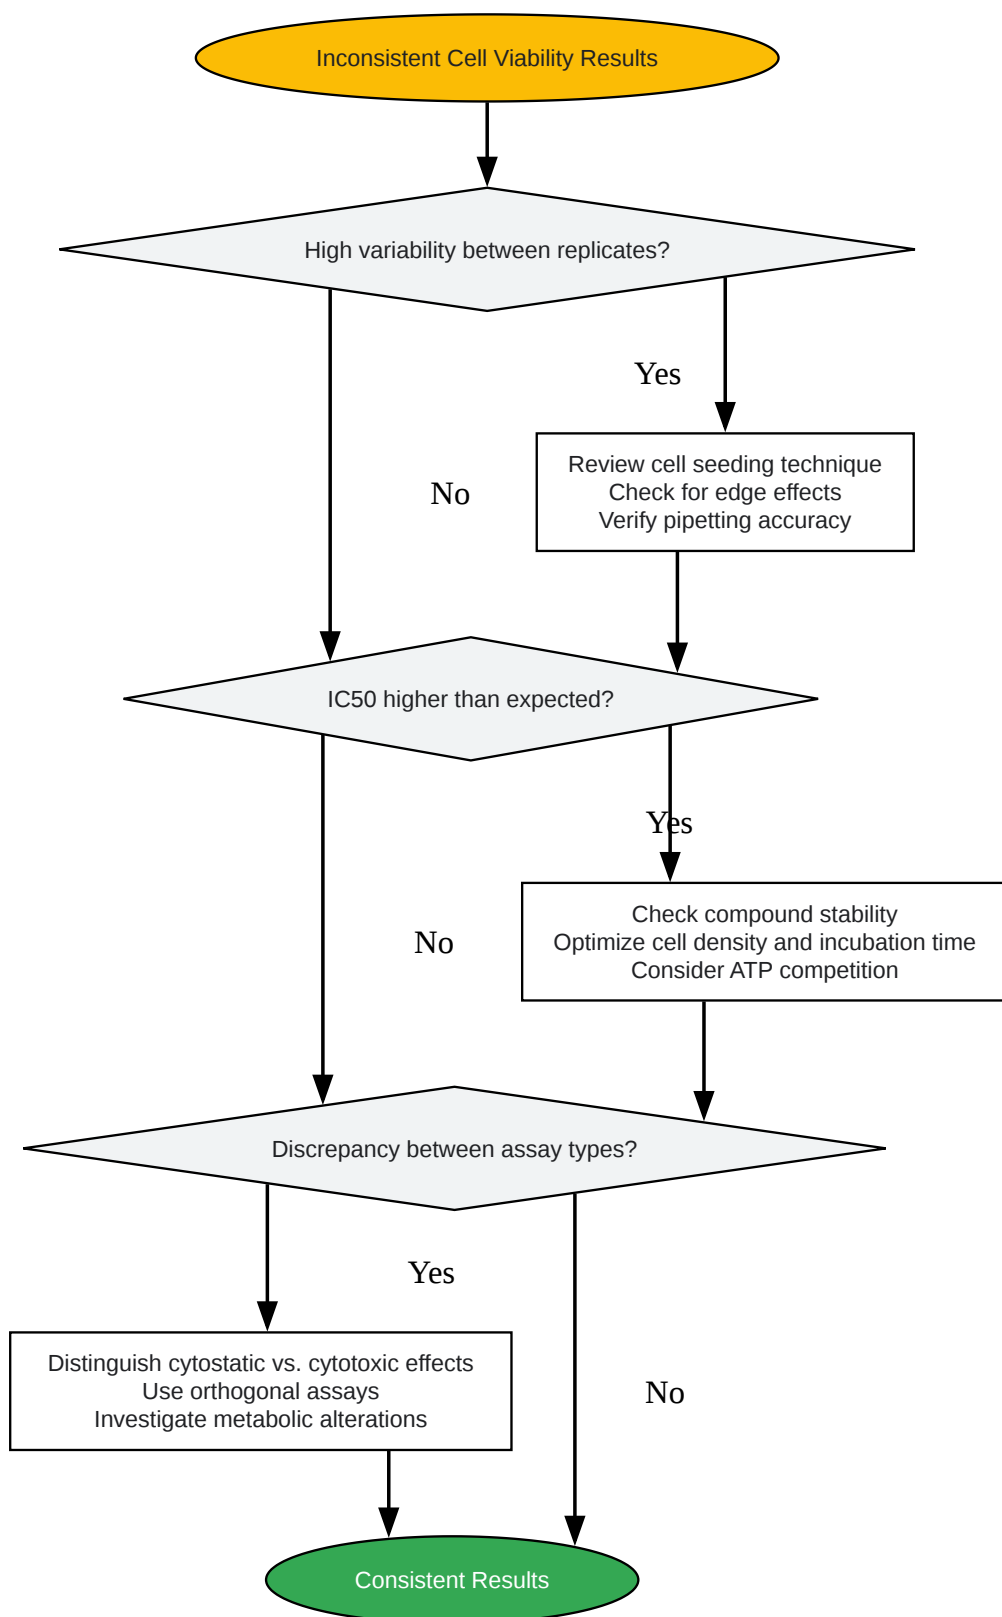 Inconsistent Cell Viability Results
High variability between replicates?
Yes
Review cell seeding technique
Check for edge effects
Verify pipetting accuracy
No
IC50 higher than expected?
Yes
Check compound stability
Optimize cell density and incubation time
Consider ATP competition
No
Discrepancy between assay types?
Yes
Distinguish cytostatic vs. cytotoxic effects
Use orthogonal assays
Investigate metabolic alterations
No
Consistent Results